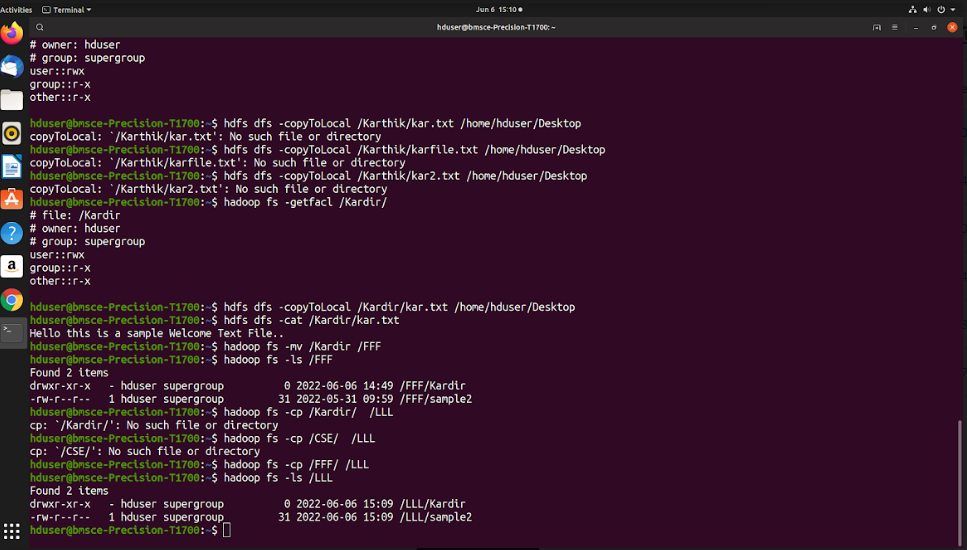 Activities Terminal Jun 6 15:10
hduser@bmsce-Precision-T1700: ~
# owner: hduser
# group: supergroup
user::rwx
group::r-x
other::r-x
hduser@bmsce-Precision-T1700:~$ hdfs dfs -copyToLocal /Karthik/kar.txt /home/hduser/Desktop
copyToLocal: `/Karthik/kar.txt': No such file or directory
hduser@bmsce-Precision-T1700:~$ hdfs dfs -copyToLocal /Karthik/karfile.txt /home/hduser/Desktop
copyToLocal: `/Karthik/karfile.txt': No such file or directory
hduser@bmsce-Precision-T1700:~$ hdfs dfs -copyToLocal /Karthik/kar2.txt /home/hduser/Desktop
copyToLocal: `/Karthik/kar2.txt': No such file or directory
hduser@bmsce-Precision-T1700:~$ hadoop fs -getfacl /Kardir/
# file: /Kardir
# owner: hduser
# group: supergroup
user::rwx
group::r-x
other::r-x
hduser@bmsce-Precision-T1700:~$ hdfs dfs -copyToLocal /Kardir/kar.txt /home/hduser/Desktop
hduser@bmsce-Precision-T1700:~$ hdfs dfs -cat /Kardir/kar.txt
Hello this is a sample Welcome Text File..
hduser@bmsce-Precision-T1700:~$ hadoop fs -mv /Kardir /FFF
hduser@bmsce-Precision-T1700:~$ hadoop fs -ls /FFF
Found 2 items
drwxr-xr-x - hduser supergroup 0 2022-06-06 14:49 /FFF/Kardir
-rw-r--r-- 1 hduser supergroup 31 2022-05-31 09:59 /FFF/sample2
hduser@bmsce-Precision-T1700:~$ hadoop fs -cp /Kardir/ /LLL
cp: `/Kardir/': No such file or directory
hduser@bmsce-Precision-T1700:~$ hadoop fs -cp /CSE/ /LLL
cp: `/CSE/': No such file or directory
hduser@bmsce-Precision-T1700:~$ hadoop fs -cp /FFF/ /LLL
hduser@bmsce-Precision-T1700:~$ hadoop fs -ls /LLL
Found 2 items
drwxr-xr-x - hduser supergroup 0 2022-06-06 15:09 /LLL/Kardir
-rw-r--r-- 1 hduser supergroup 31 2022-06-06 15:09 /LLL/sample2
hduser@bmsce-Precision-T1700:~$